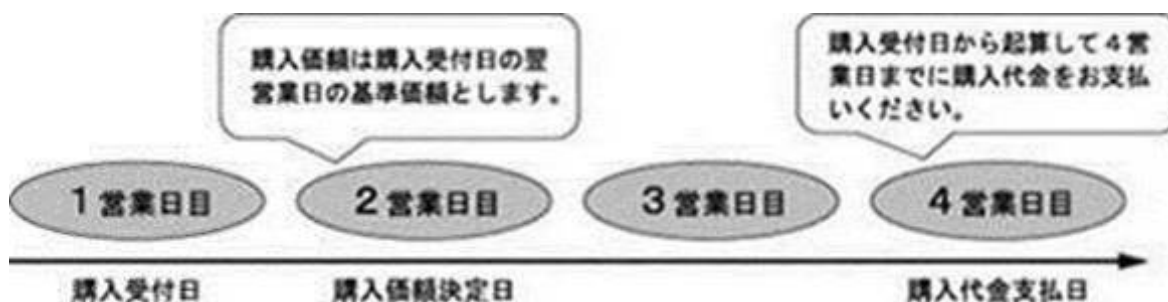 購入価額は購入受付日の翌
営業日の基準価額とします。
購入受付日から起算して4営
業日までに購入代金をお支払
いください。
1営業日目
2営業日目
3営業日目
4営業日目
購入受付日
購入価額決定日
購入代金支払日